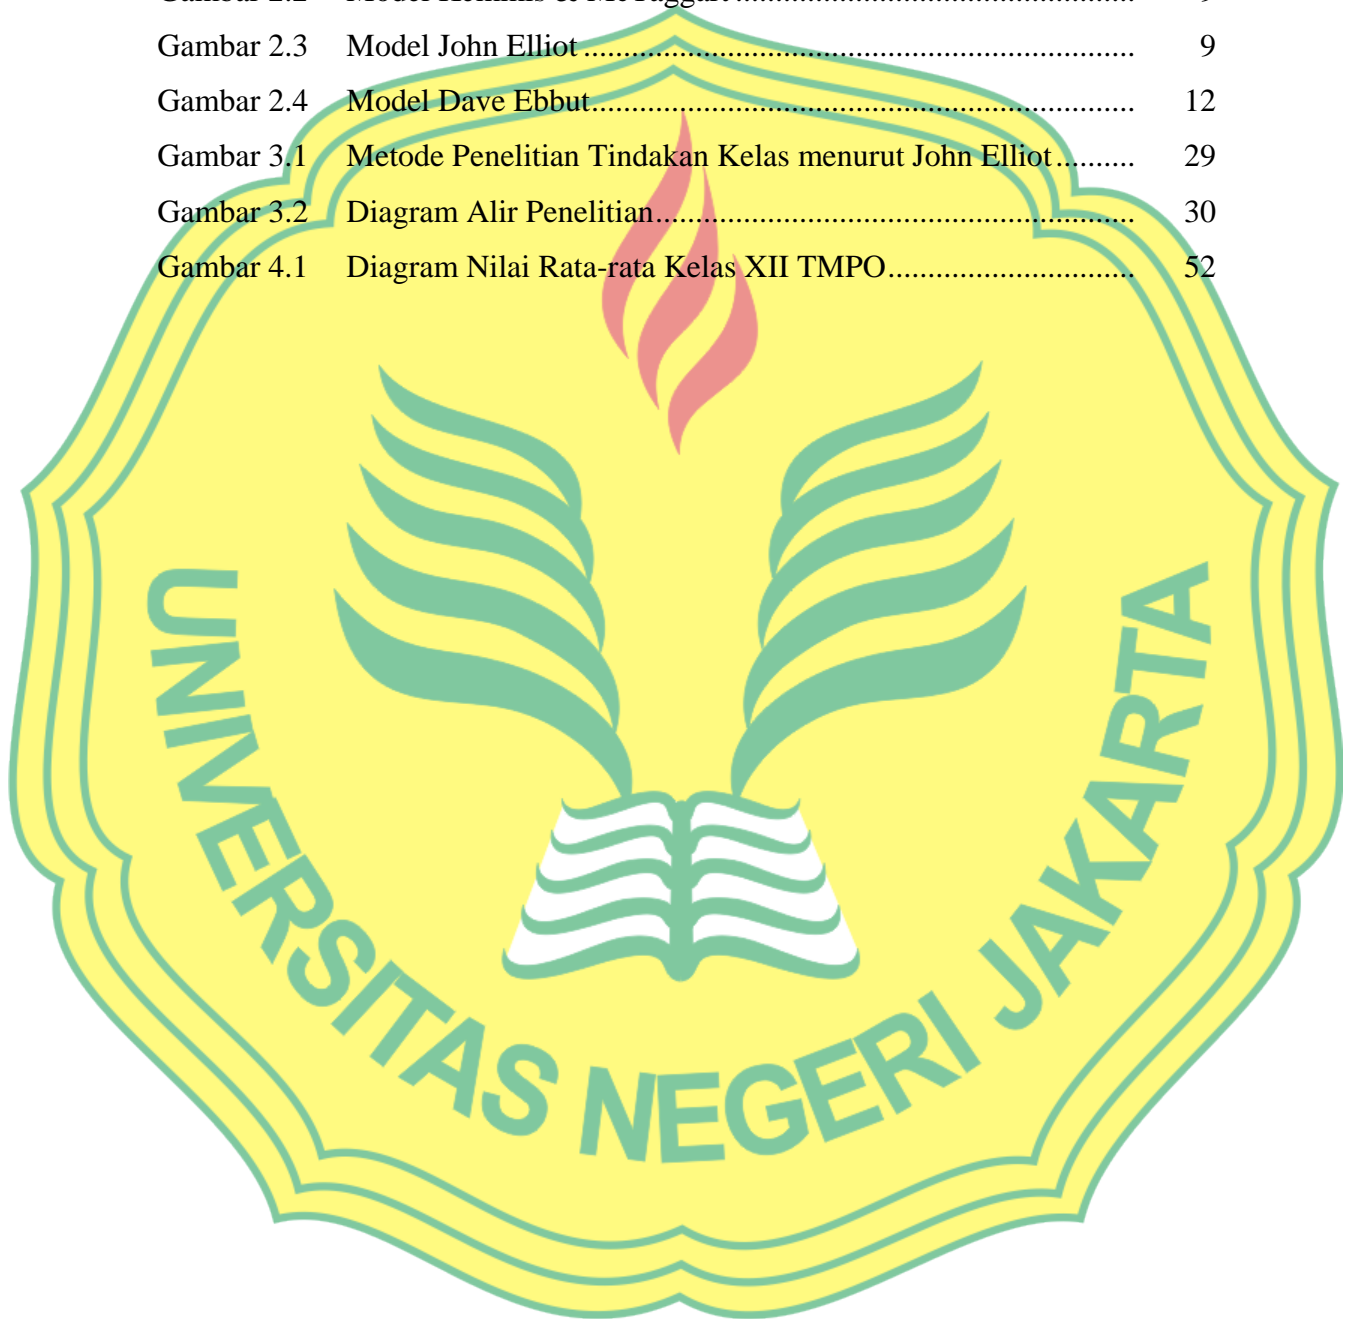 Gambar 2.3 Model John Elliot ...................................................................... 9
Gambar 2.4 Model Dave Ebbut..................................................................... 12
Gambar 3.1 Metode Penelitian Tindakan Kelas menurut John Elliot .......... 29
Gambar 3.2 Diagram Alir Penelitian............................................................. 30
Gambar 4.1 Diagram Nilai Rata-rata Kelas XII TMPO............................... 52
UNIVERSITAS NEGERI JAKARTA